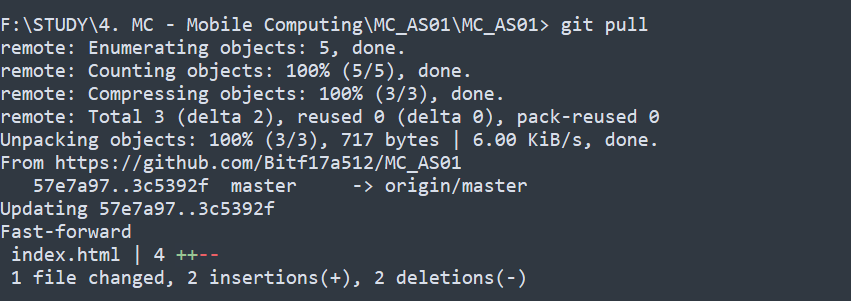 F:\STUDY\4. MC - Mobile Computing\MC_AS01\MC_AS01> git pull
remote: Enumerating objects: 5, done.
remote: Counting objects: 100% (5/5), done.
remote: Compressing objects: 100% (3/3), done.
remote: Total 3 (delta 2), reused 0 (delta 0), pack-reused 0
Unpacking objects: 100% (3/3), 717 bytes | 6.00 KiB/s, done.
From https://github.com/Bitf17a512/MC_AS01
   57e7a97..3c5392f  master     -> origin/master
Updating 57e7a97..3c5392f
Fast-forward
 index.html | 4 ++--
 1 file changed, 2 insertions(+), 2 deletions(-)